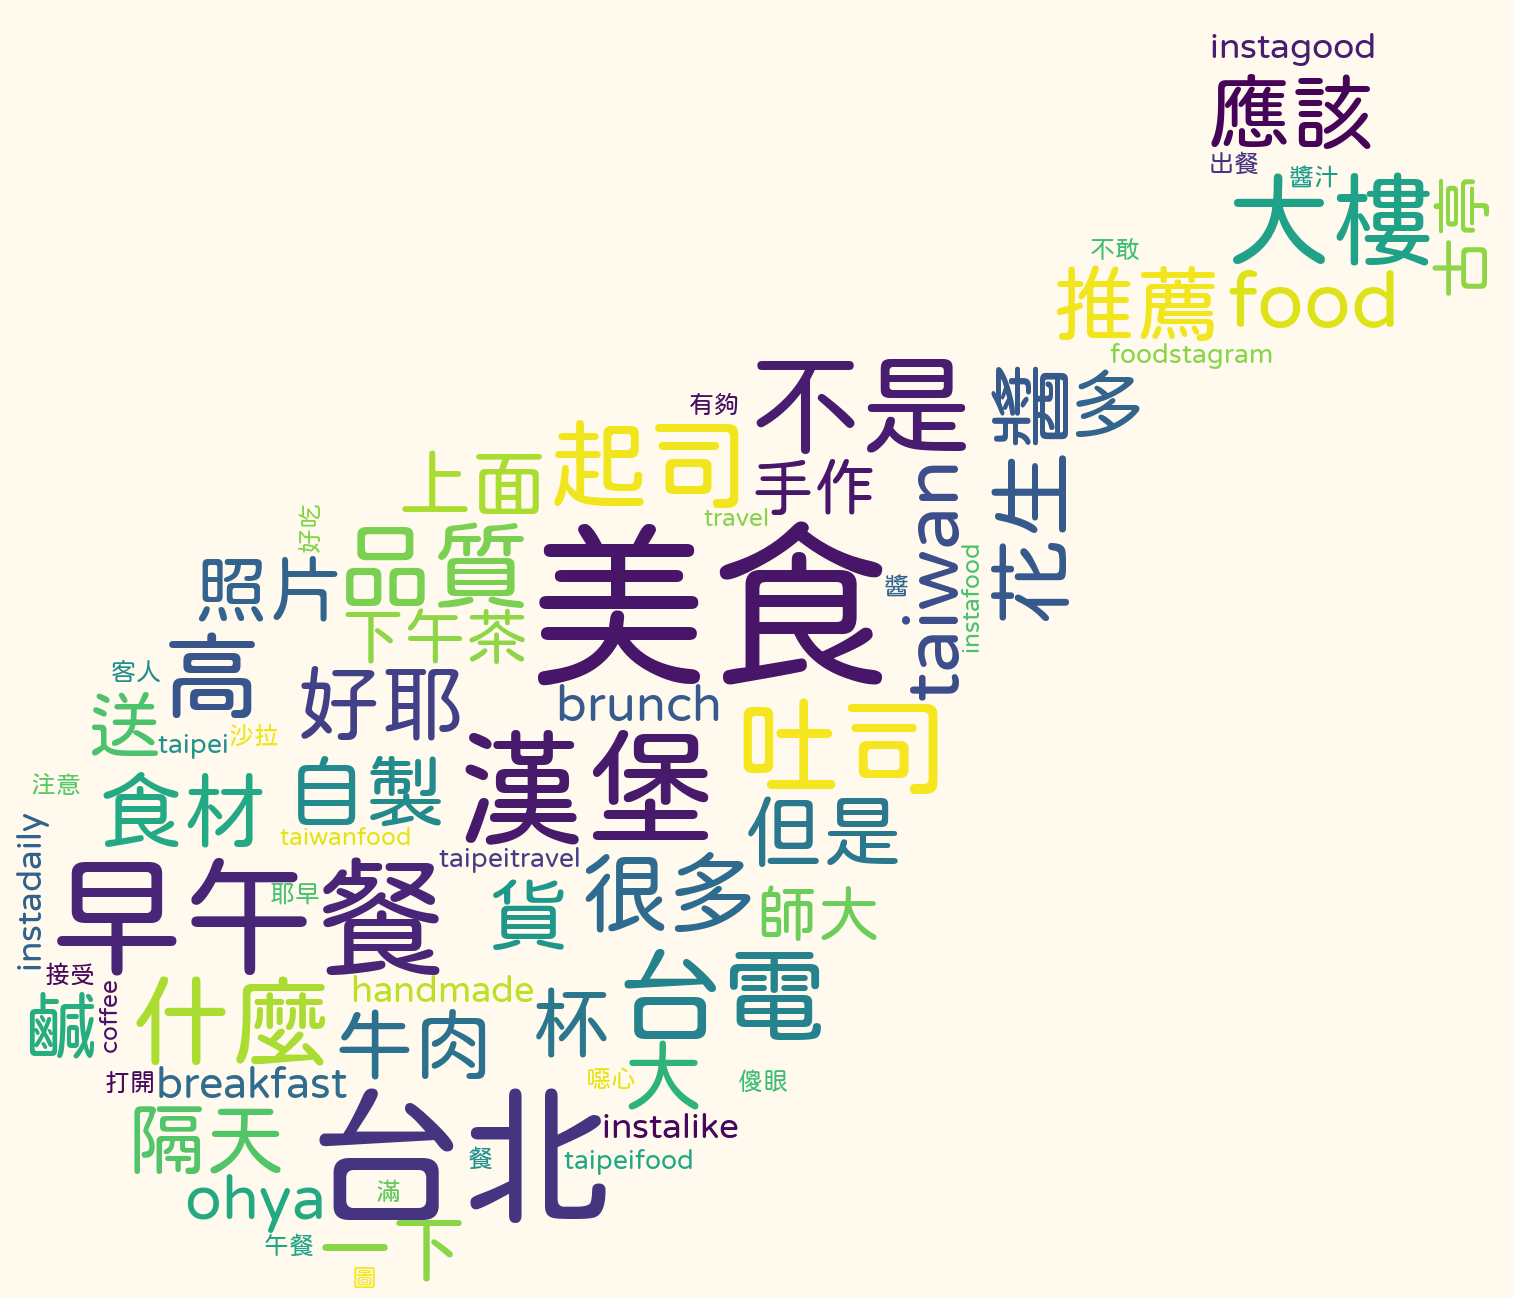 instagood
應該
出餐
醬汁
大樓
古亭
不敢
推薦
food
foodstagram
不是
有夠
花生醬
多
起司
上面
手作
taiwan
travel
好吃
品質
美食
照片
instafood
醬
下午茶
高
客人
好耶
brunch
送
taipei
沙拉
吐司
漢堡
自製
注意
食材
taiwanfood
但是
instadaily
taipeitravel
早午餐
耶早
很多
貨
師大
接受
coffee
鹹
什麼
handmade
牛肉
杯
台電
大
噁心
傻眼
打開
breakfast
台北
instalike
隔天
餐
taipeifood
滿
ohya
午餐
一下
圖